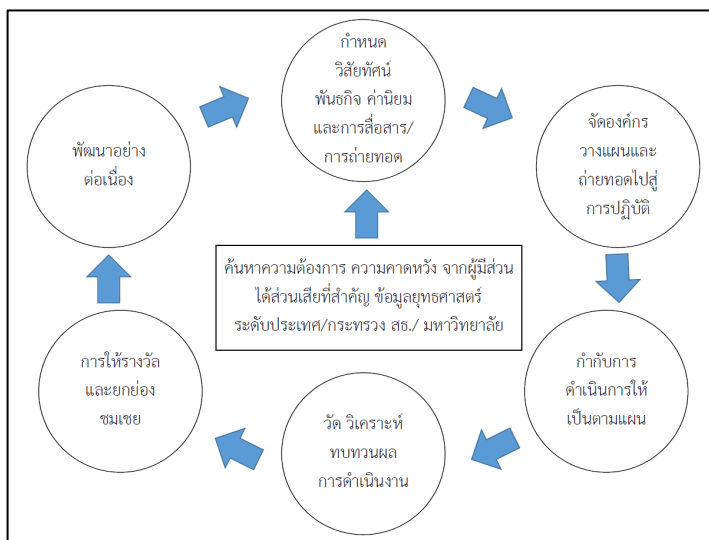 กำหนด
วิสัยทัศน์
พันธกิจ ค่านิยม
และการสื่อสาร/
การถ่ายทอด
จัดองค์กร
วางแผนและ
ถ่ายทอดไปสู่
การปฏิบัติ
กำกับการ
ดำเนินการให้
เป็นตามแผน
วัด วิเคราะห์
ทบทวนผล
การดำเนินงาน
การให้รางวัล
และยกย่อง
ชมเชย
พัฒนาอย่าง
ต่อเนื่อง
ค้นหาความต้องการ ความคาดหวัง จากผู้มีส่วน
ได้ส่วนเสียที่สำคัญ ข้อมูลยุทธศาสตร์
ระดับประเทศ/กระทรวง สธ./ มหาวิทยาลัย